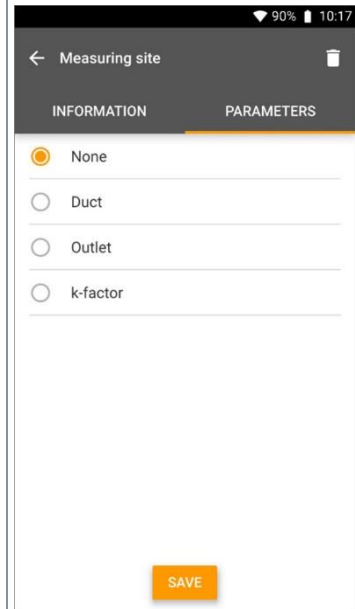 90% 10:17
Measuring site
INFORMATION PARAMETERS
None
Duct
Outlet
k-factor
SAVE